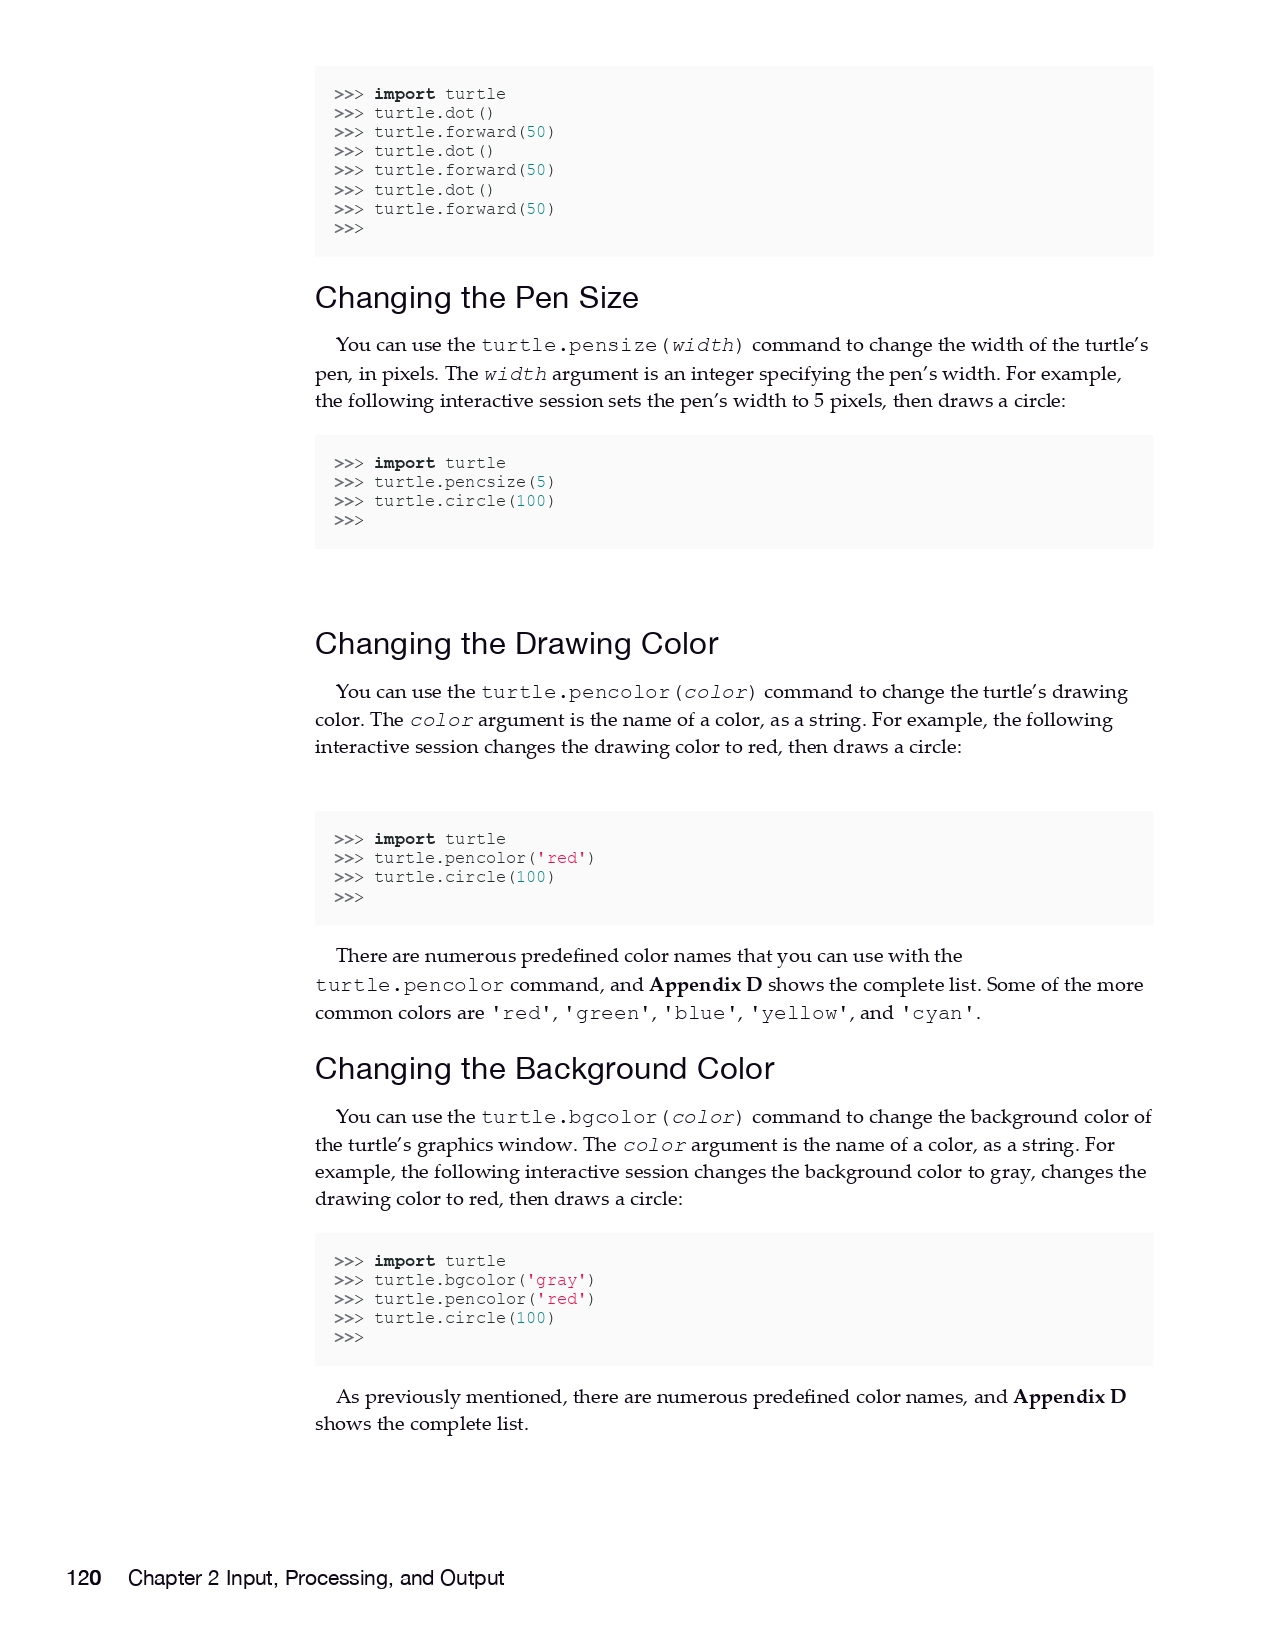 >>> import turtle
>>> turtle.dot()
>>> turtle.forward(50)
>>> turtle.dot()
>>> turtle.forward(50)
>>> turtle.dot()
>>> turtle.forward(50)
>>>
Changing the Pen Size
You can use the turtle.pensize(width) command to change the width of the turtle’s
pen, in pixels. The width argument is an integer specifying the pen’s width. For example,
the following interactive session sets the pen’s width to 5 pixels, then draws a circle:
>>> import turtle
>>> turtle.pencsize(5)
>>> turtle.circle(100)
>>>
Changing the Drawing Color
You can use the turtle.pencolor(color) command to change the turtle’s drawing
color. The color argument is the name of a color, as a string. For example, the following
interactive session changes the drawing color to red, then draws a circle:
>>> import turtle
>>> turtle.pencolor('red')
>>> turtle.circle(100)
>>>
There are numerous predefined color names that you can use with the
turtle.pencolor command, and Appendix D shows the complete list. Some of the more
common colors are 'red', 'green', 'blue', 'yellow', and 'cyan'.
Changing the Background Color
You can use the turtle.bgcolor(color) command to change the background color of
the turtle’s graphics window. The color argument is the name of a color, as a string. For
example, the following interactive session changes the background color to gray, changes the
drawing color to red, then draws a circle:
>>> import turtle
>>> turtle.bgcolor('gray')
>>> turtle.pencolor('red')
>>> turtle.circle(100)
>>>
As previously mentioned, there are numerous predefined color names, and Appendix D
shows the complete list.
120 Chapter 2 Input, Processing, and Output